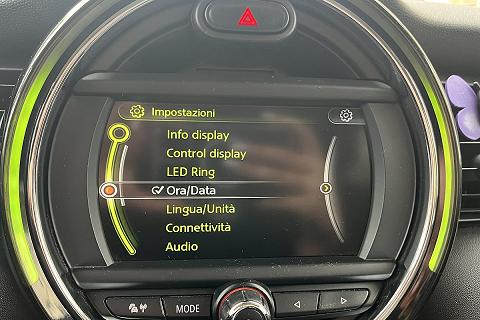 Impostazioni
Info display
Control display
LED Ring
Ora/Data
Lingua/Unità
Connettività
Audio
MODE